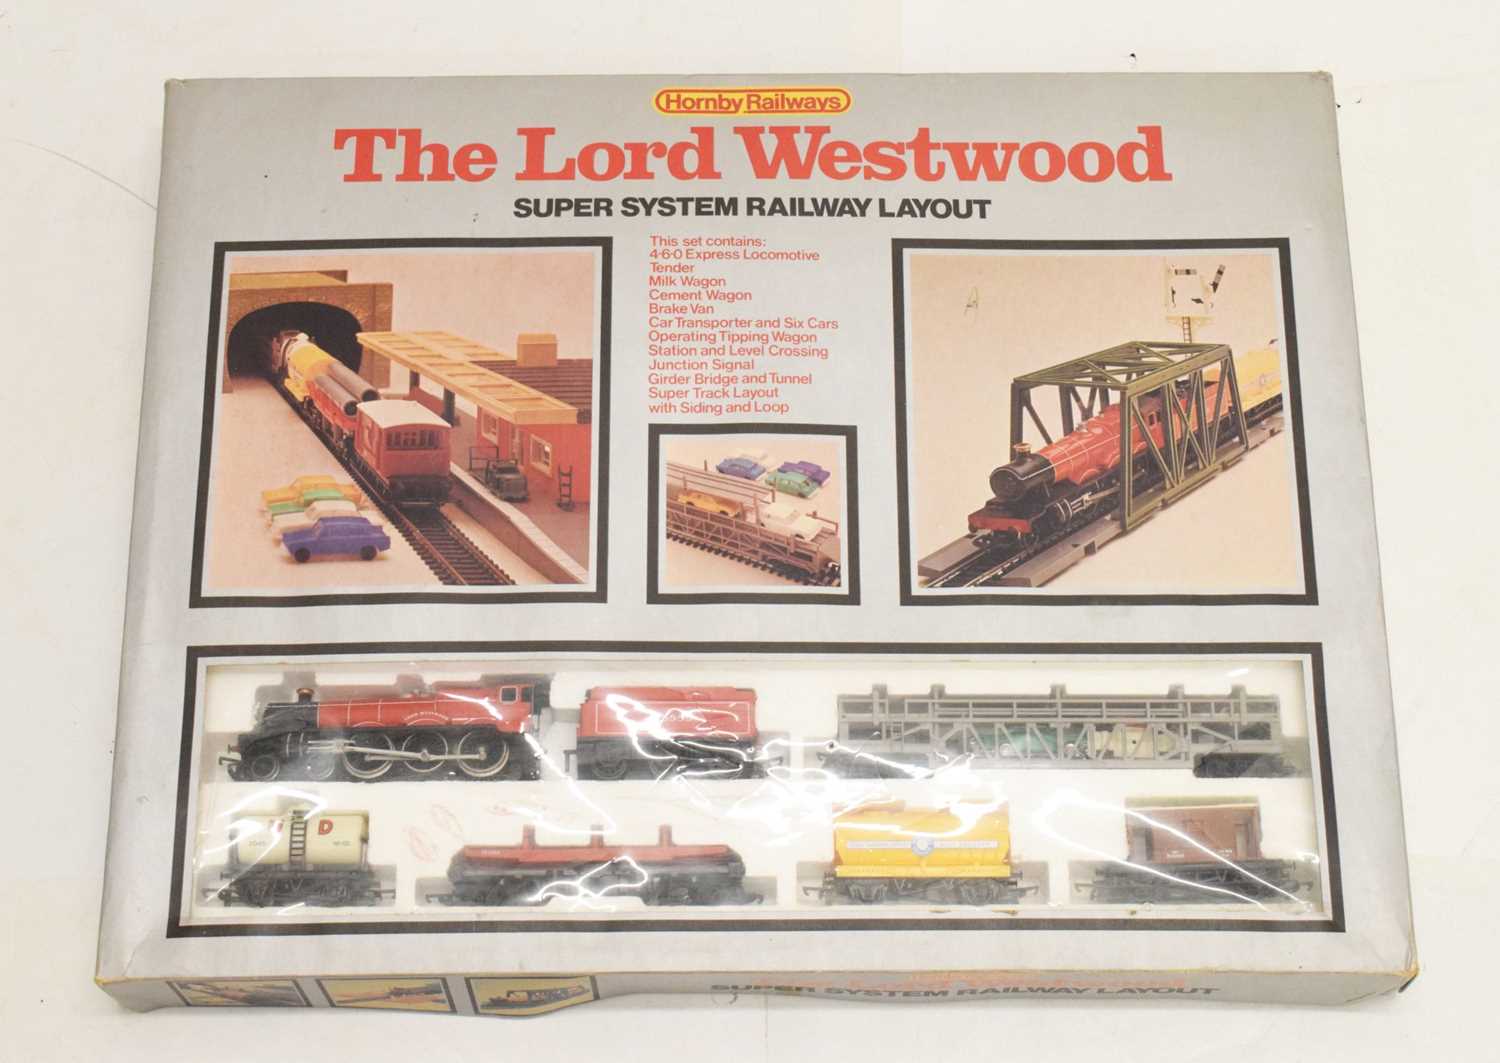 Hornby Railways
The Lord Westwood
SUPER SYSTEM RAILWAY LAYOUT
This set contains:
4·6·0 Express Locomotive
Tender
Milk Wagon
Cement Wagon
Brake Van
Car Transporter and Six Cars
Operating Tipping Wagon
Station and Level Crossing
Junction Signal
Girder Bridge and Tunnel
Super Track Layout
with Siding and Loop
LORD WESTWOOD
D
SUPER SYSTEM RAILWAY LAYOUT